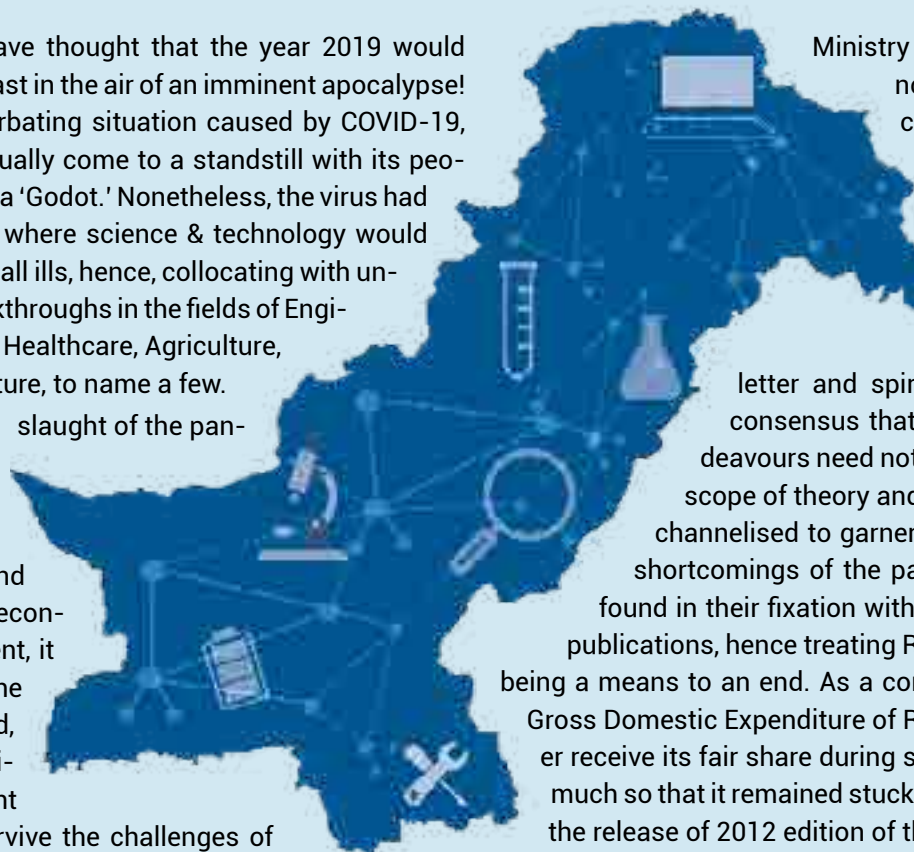 ave thought that the year 2019 would
ast in the air of an imminent apocalypse!
rbating situation caused by COVID-19,
ually come to a standstill with its peo-
a ‘Godot.’ Nonetheless, the virus had
where science & technology would
all ills, hence, collocating with un-
kthroughs in the fields of Engi-
Healthcare, Agriculture,
ture, to name a few.
slaught of the pan-
nd
econ-
nt, it
ne
d,
i-
nt
rvive the challenges of
Ministry
no
c
letter and spir
consensus that
deavours need not
scope of theory and
channelised to garner
shortcomings of the pa
found in their fixation with
publications, hence treating R
being a means to an end. As a con
Gross Domestic Expenditure of R
er receive its fair share during s
much so that it remained stuck
the release of 2012 edition of th